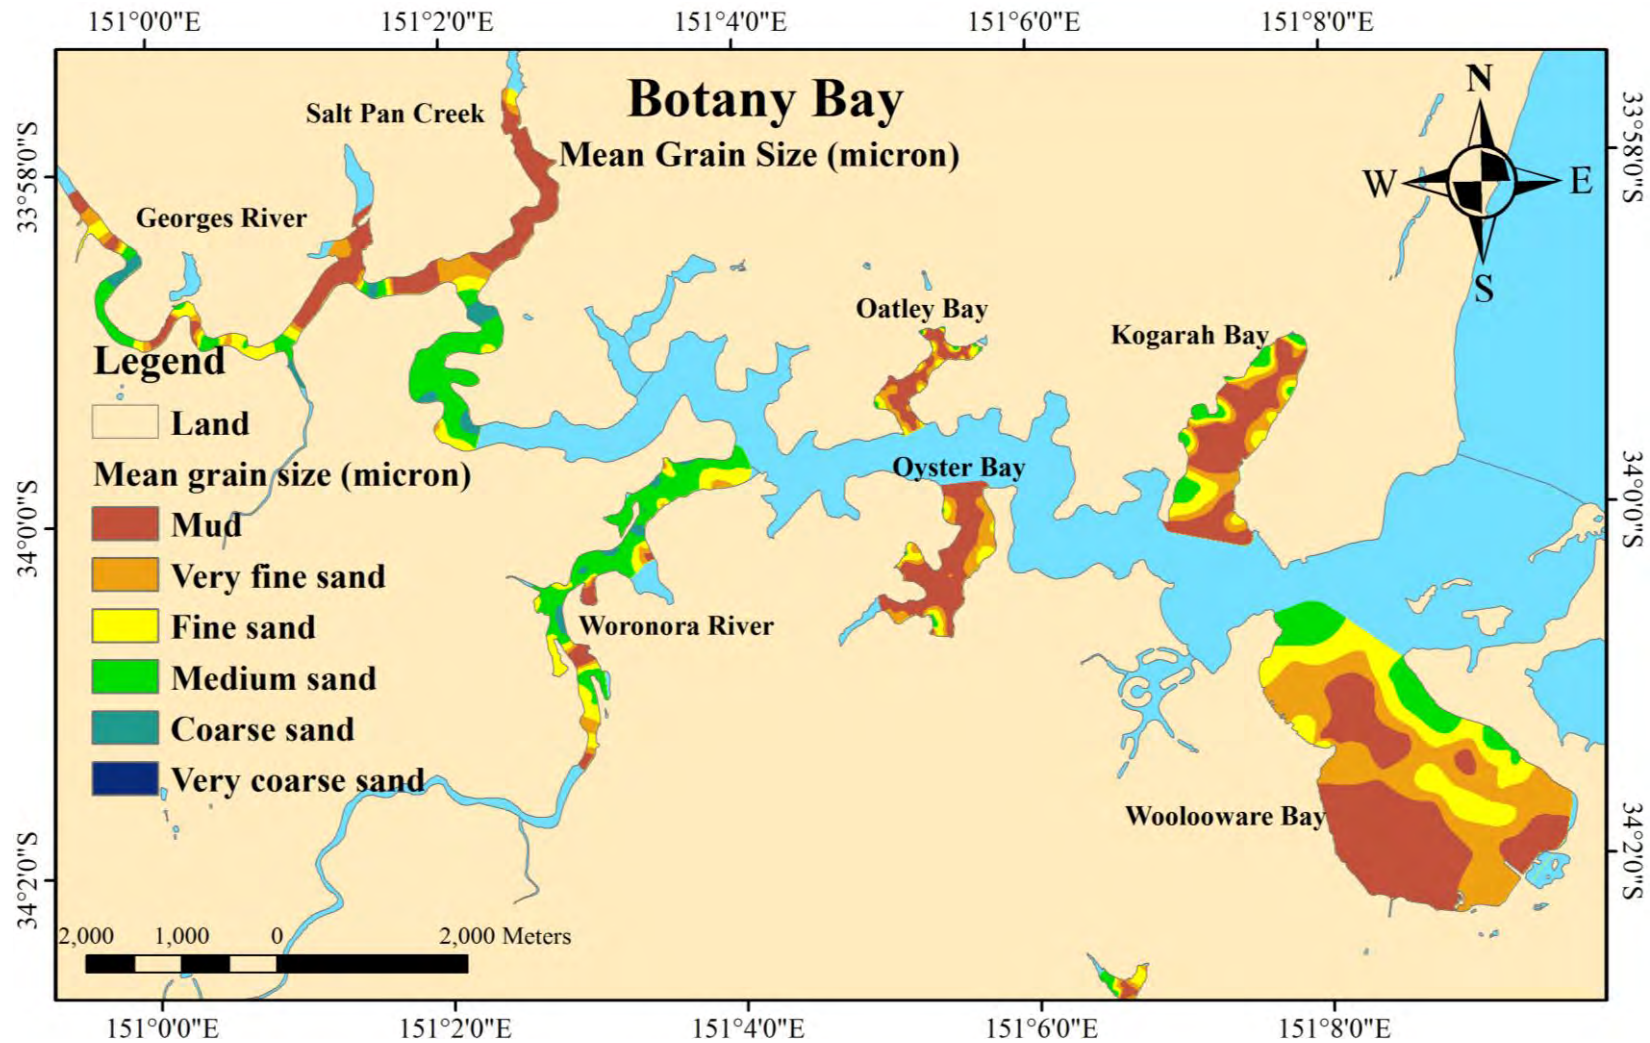 151°0'0"E 151°2'0"E 151°4'0"E 151°6'0"E 151°8'0"E
Botany Bay
Mean Grain Size (micron)
N
W E
S
33°58'0"S
33°58'0"S
Salt Pan Creek
Georges River
Oatley Bay
Kogarah Bay
Oyster Bay
Woronora River
Woolooware Bay
34°0'0"S
34°0'0"S
34°2'0"S
34°2'0"S
Legend
Land
Mean grain size (micron)
Mud
Very fine sand
Fine sand
Medium sand
Coarse sand
Very coarse sand
2,000 1,000 0 2,000 Meters
151°0'0"E 151°2'0"E 151°4'0"E 151°6'0"E 151°8'0"E